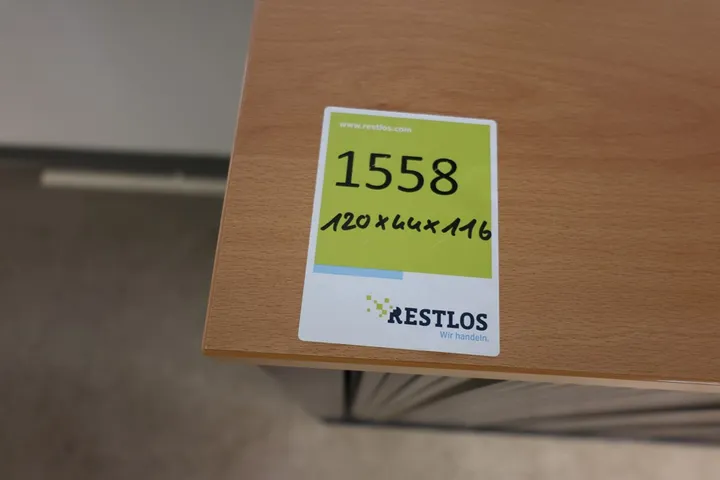 www.restlos.com
1558
120x44x116
RESTLOS
Wir handeln.